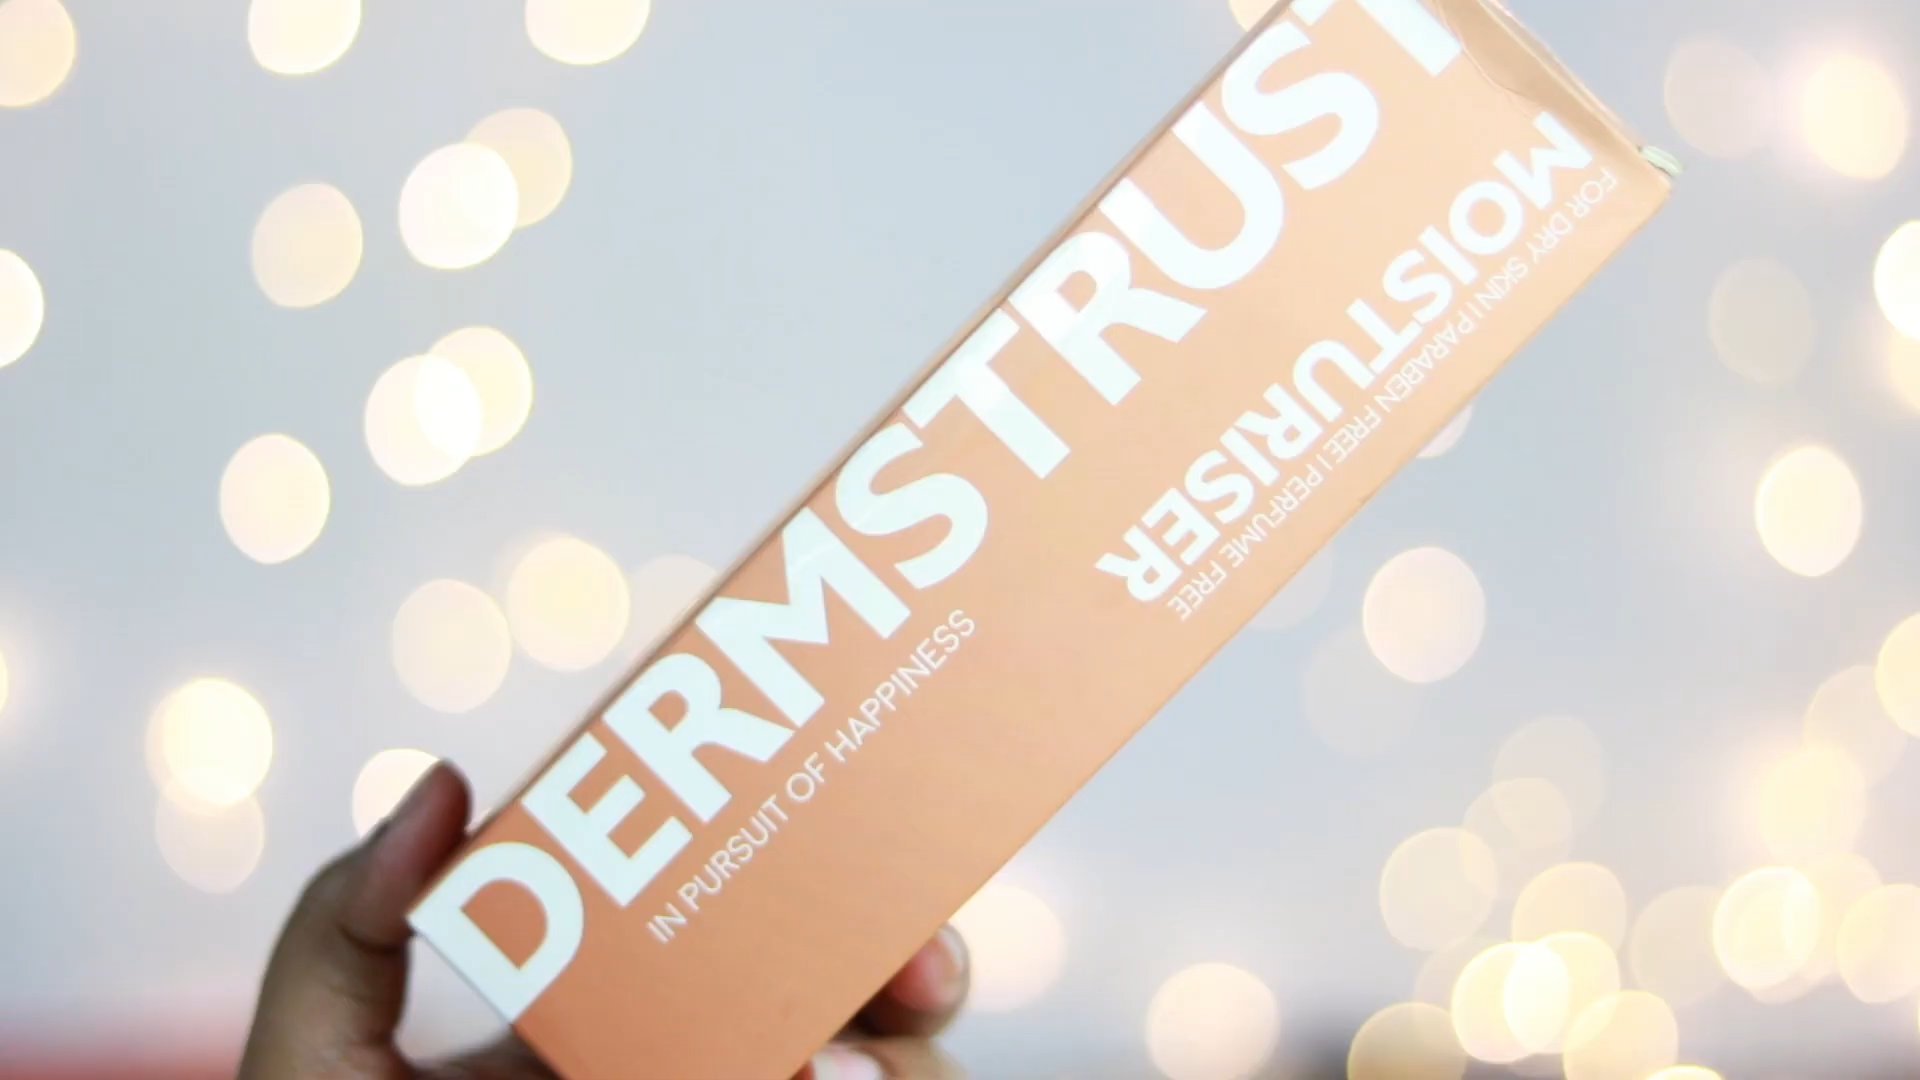 DERMSTRUST
IN PURSUIT OF HAPPINESS
MOISTURISER
FOR DRY SKIN | PARABEN FREE | PERFUME FREE